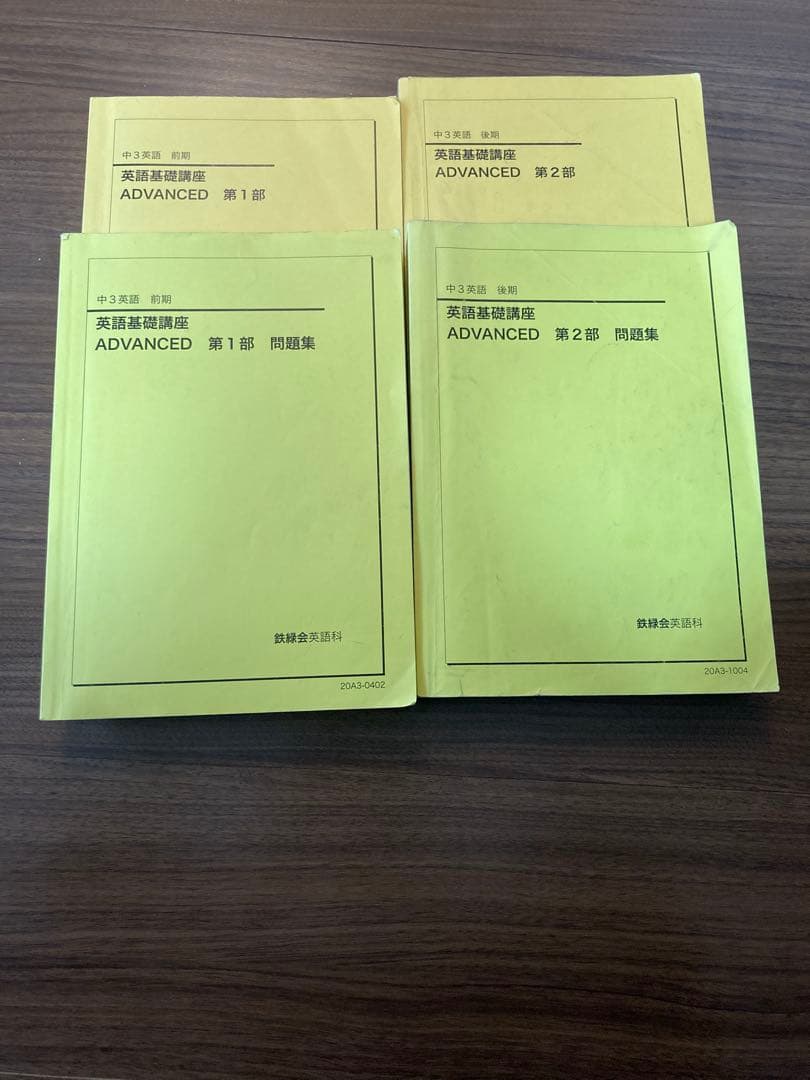 中3英語 前期
英語基礎講座
ADVANCED 第1部
中3英語 後期
英語基礎講座
ADVANCED 第2部
中3英語 前期
英語基礎講座
ADVANCED 第1部 問題集
鉄緑会英語科
20A3-0402
中3英語 後期
英語基礎講座
ADVANCED 第2部 問題集
鉄緑会英語科
20A3-1004